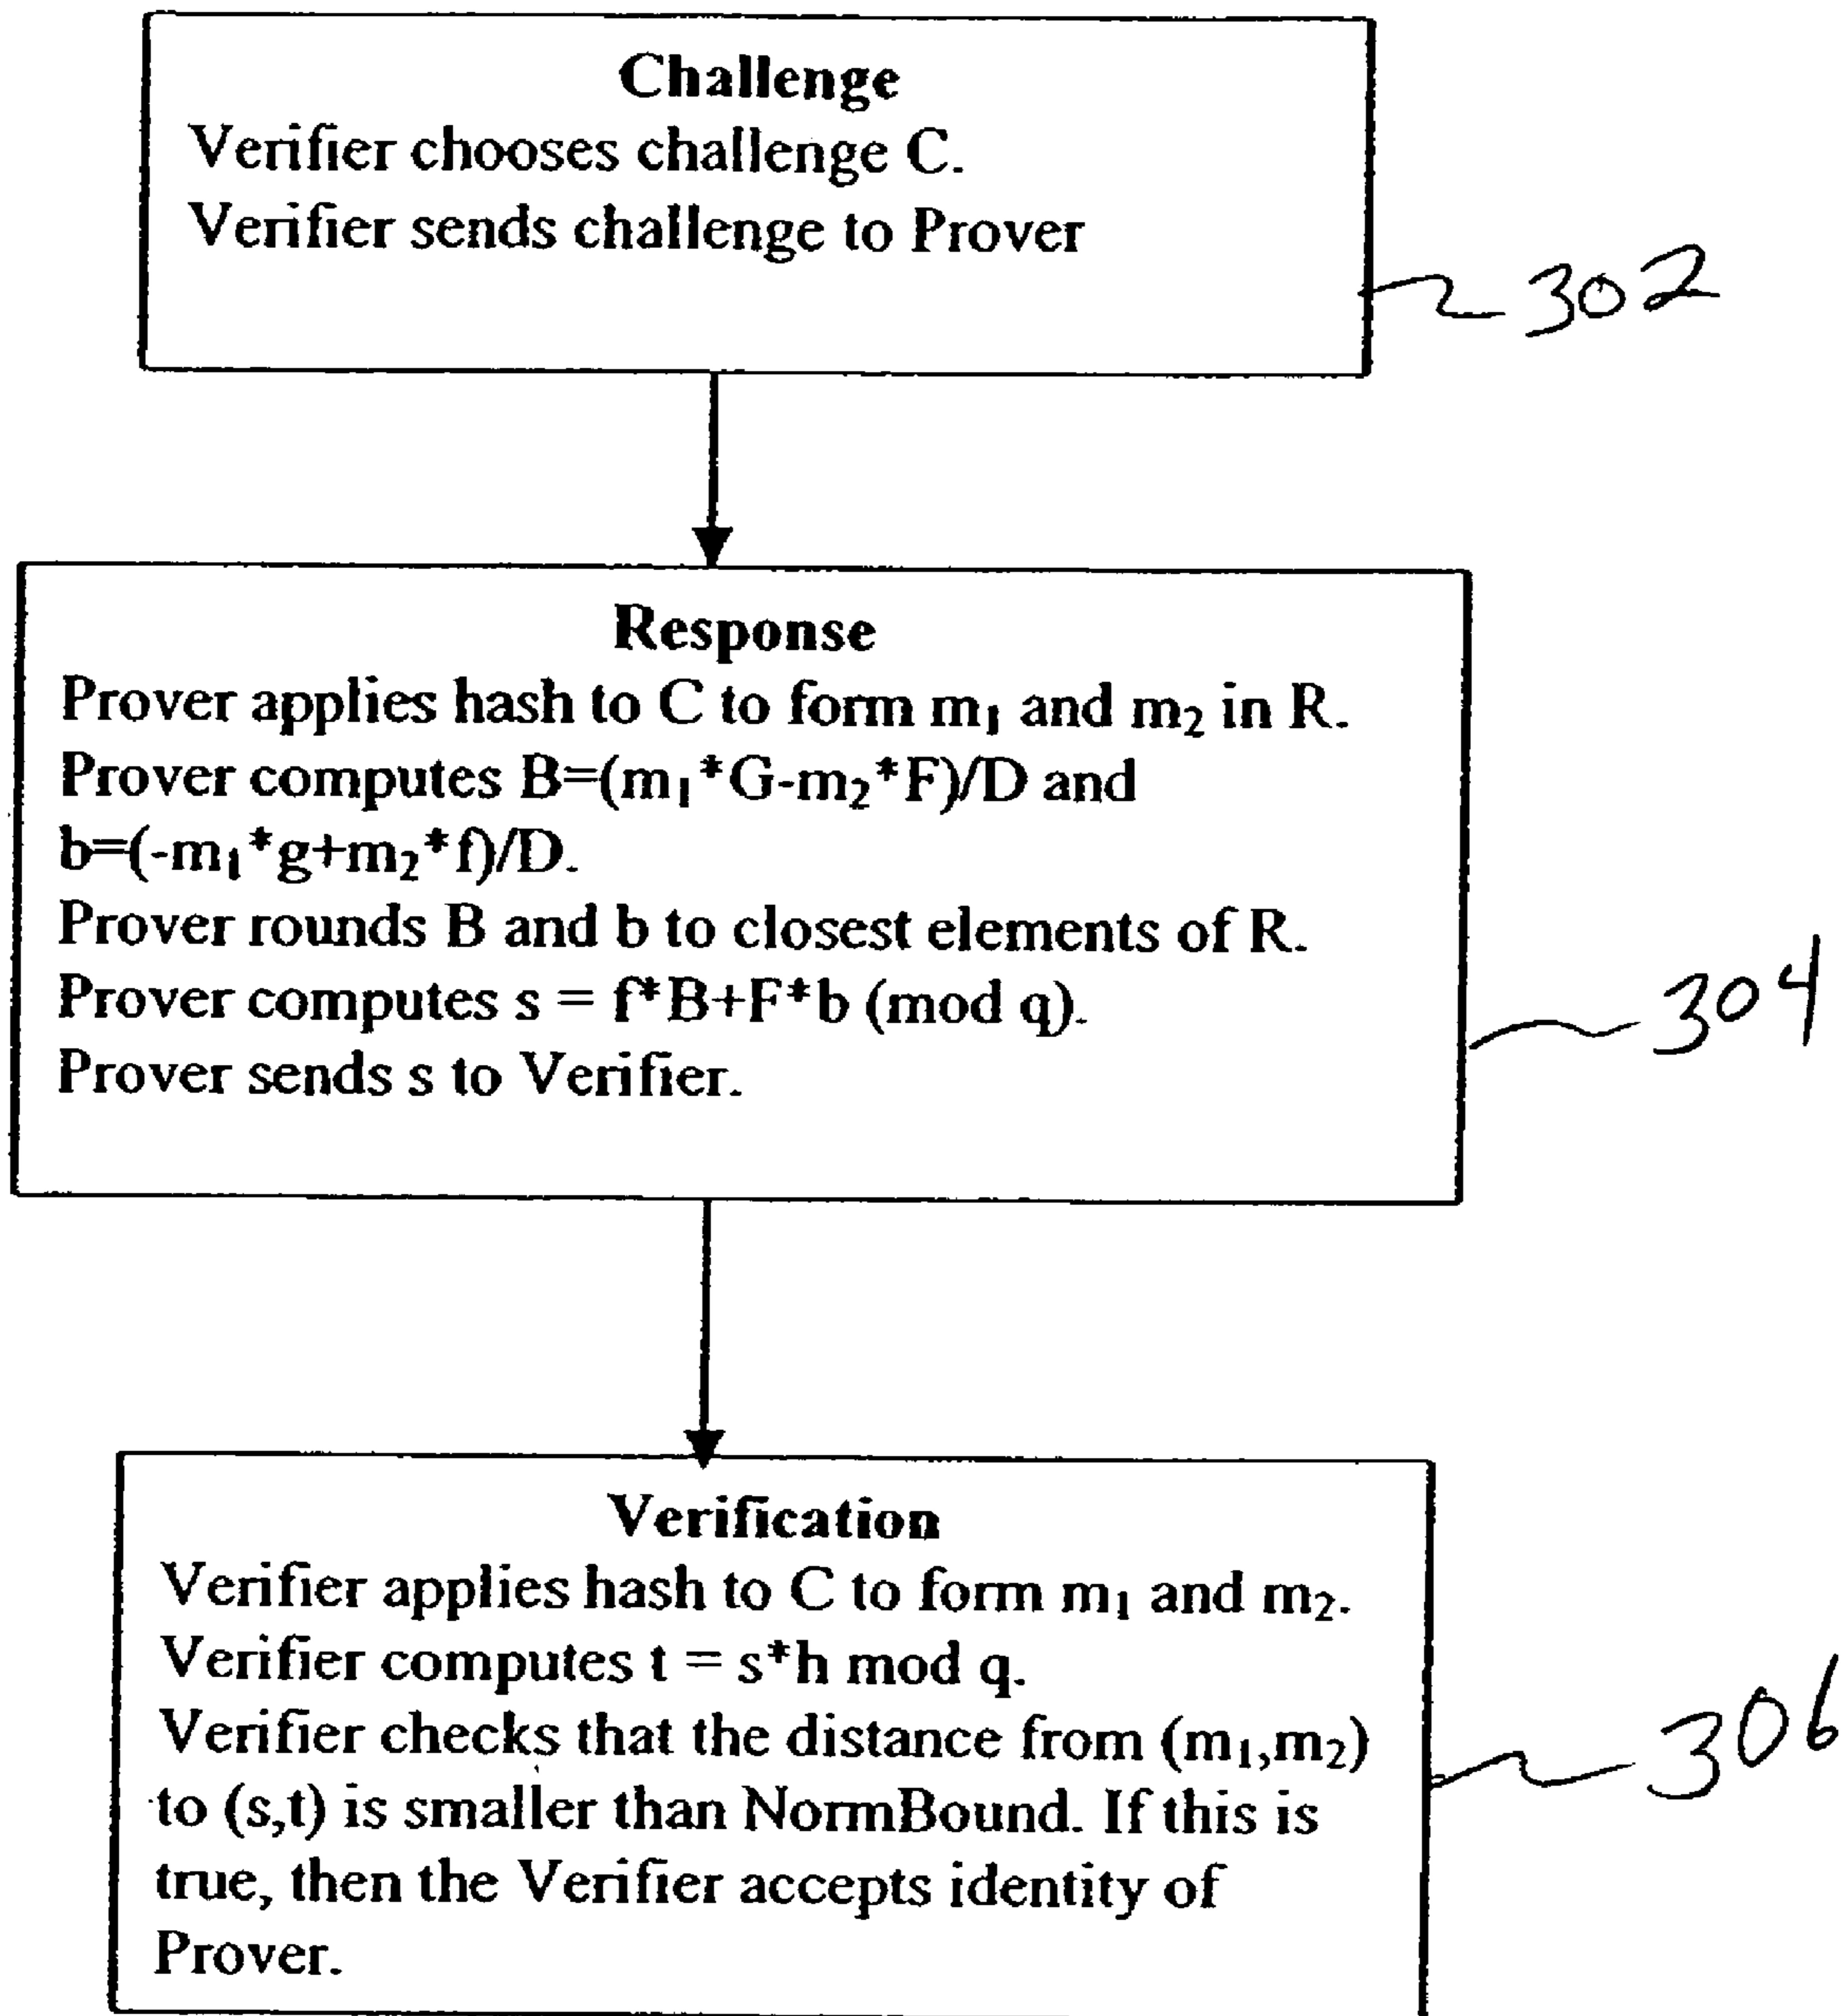 Challenge
Verifier chooses challenge C.
Verifier sends challenge to Prover
302
Response
Prover applies hash to C to form m₁ and m₂ in R.
Prover computes B=(m₁*G-m₂*F)/D and
b=(-m₁*g+m₂*f)/D.
Prover rounds B and b to closest elements of R.
Prover computes s = f*B+F*b (mod q).
Prover sends s to Verifier.
304
Verification
Verifier applies hash to C to form m₁ and m₂.
Verifier computes t = s*h mod q.
Verifier checks that the distance from (m₁,m₂)
to (s,t) is smaller than NormBound. If this is
true, then the Verifier accepts identity of
Prover.
306